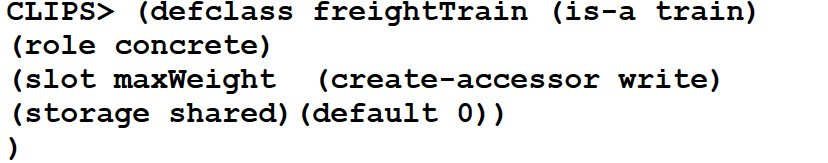 CLIPS> (defclass freightTrain (is-a train)
(role concrete)
(slot maxWeight  (create-accessor write)
(storage shared)(default 0))
)